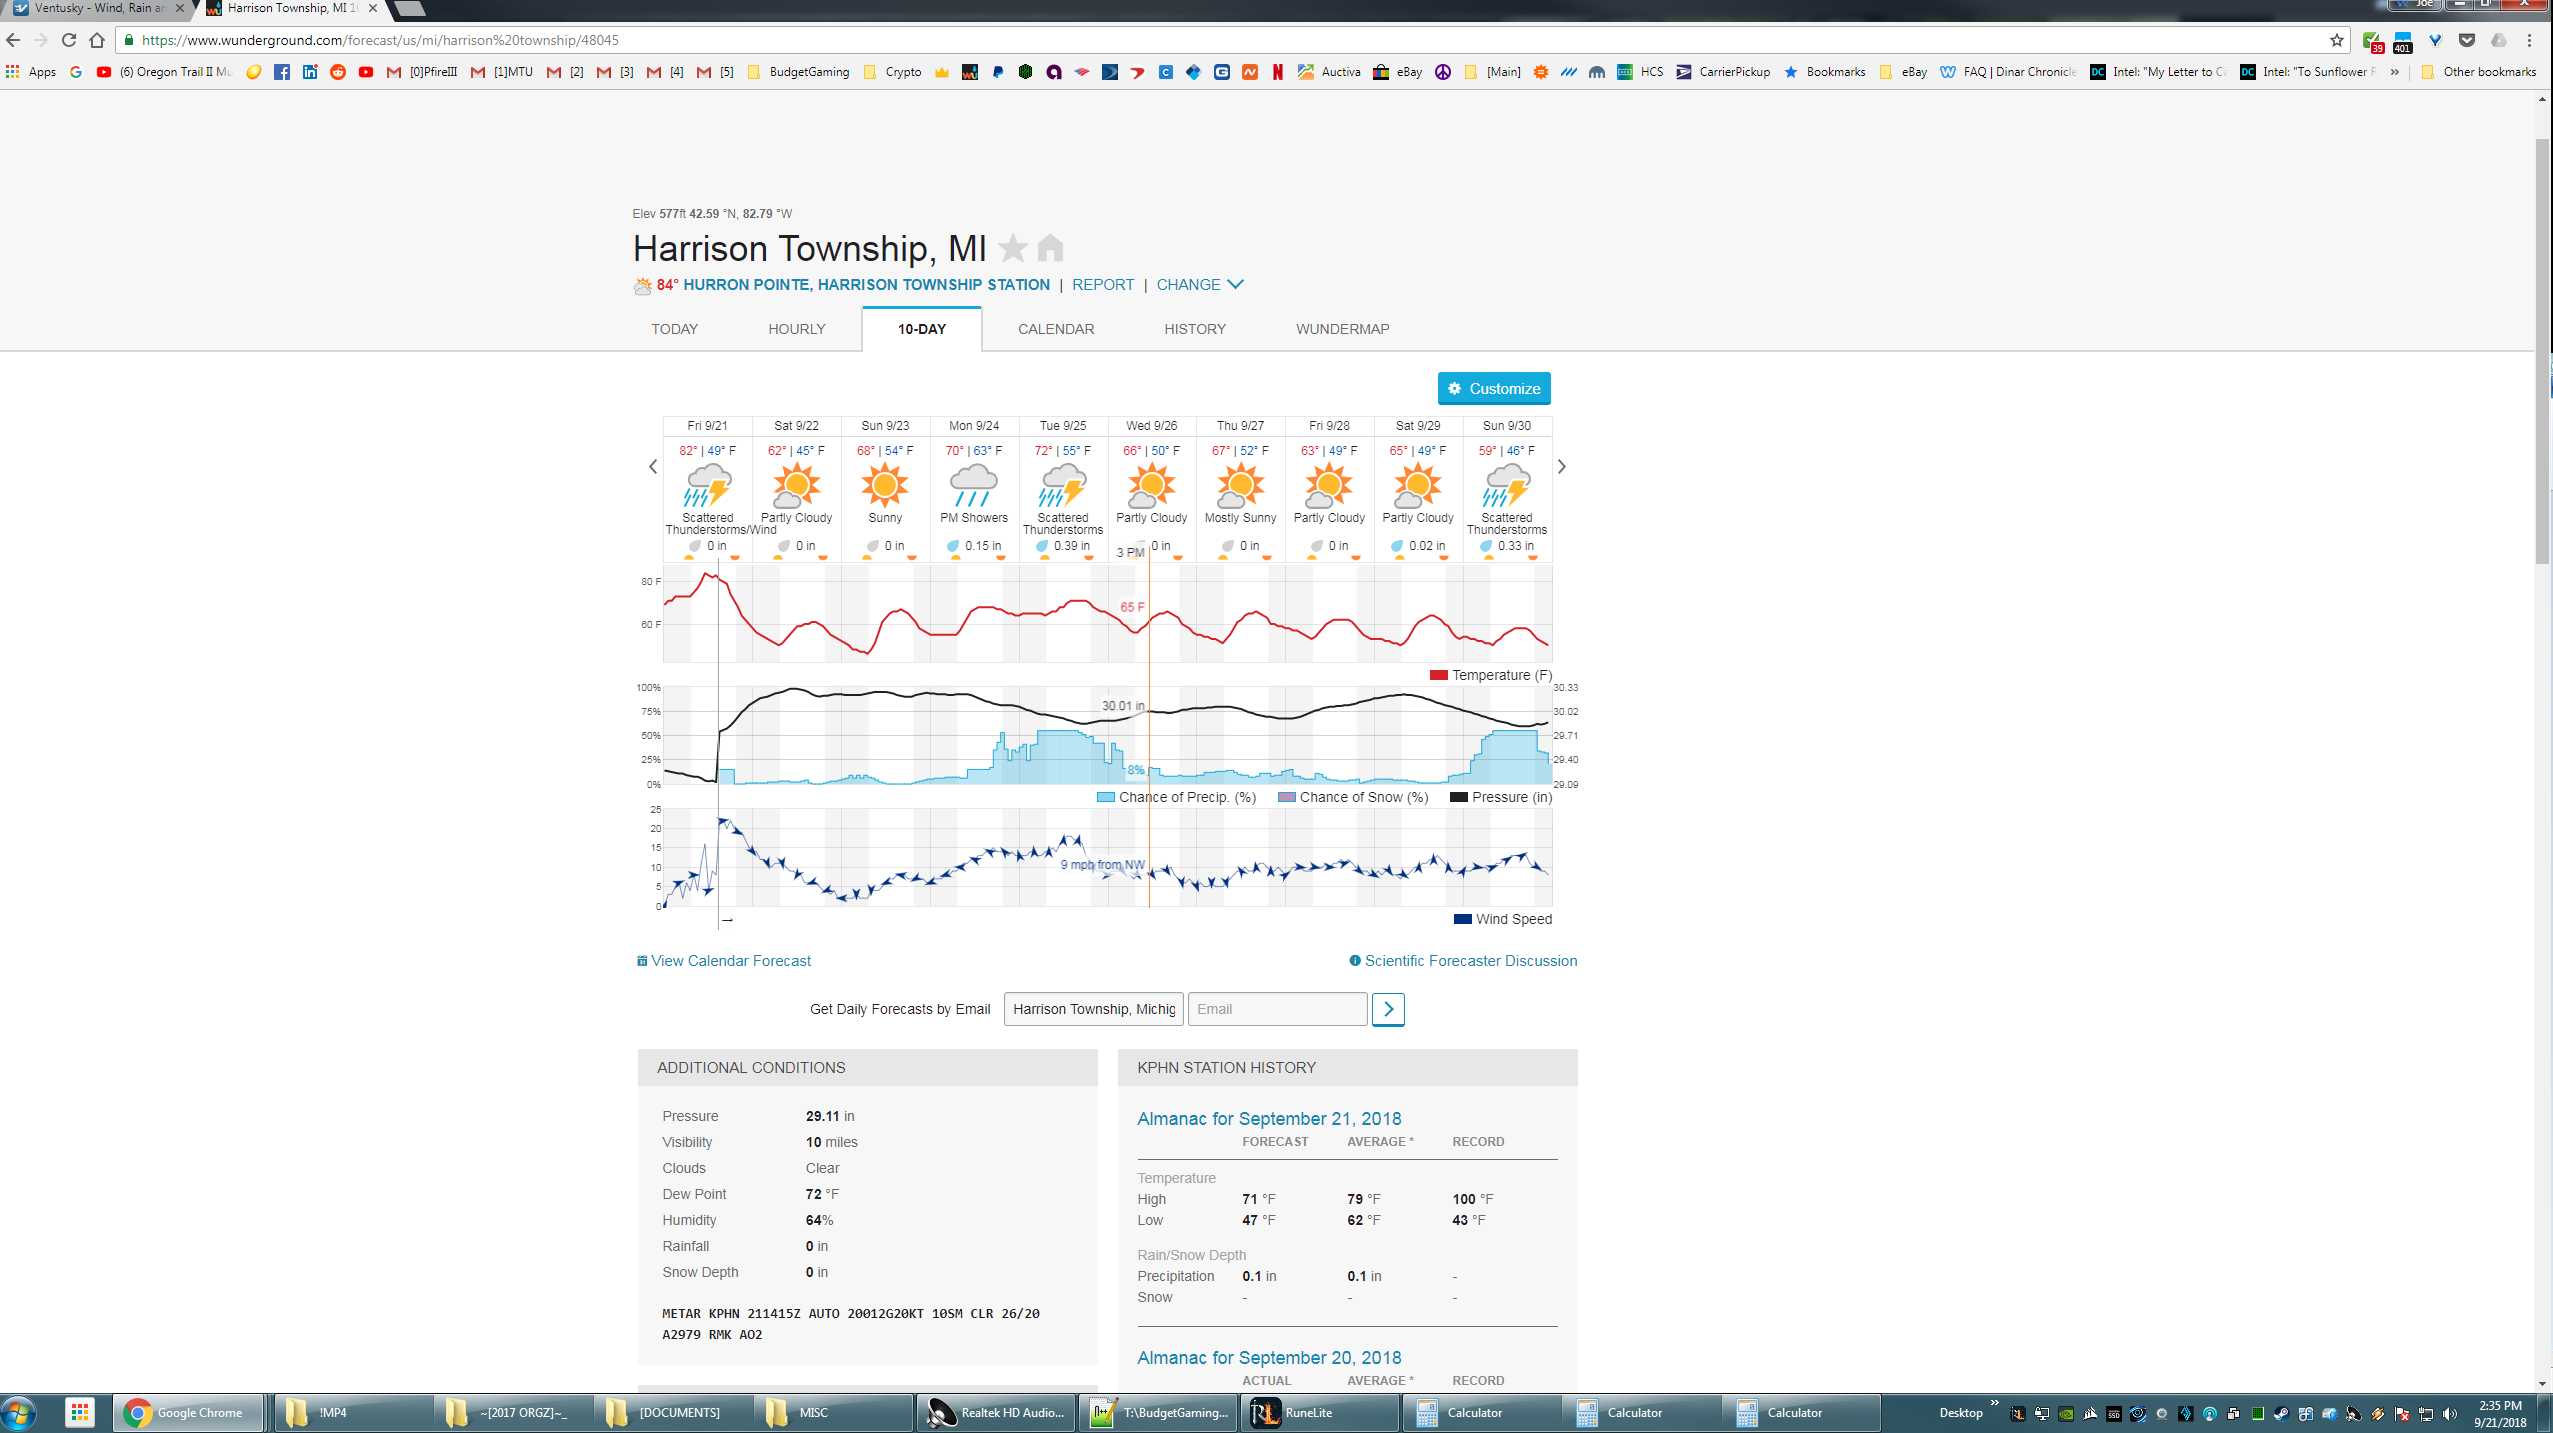 Ventusky - Wind, Rain an
Harrison Township, MI 10
Joe
https://www.wunderground.com/forecast/us/mi/harrison%20township/48045
39
401
Apps
(6) Oregon Trail II Mu
[0]PfireIII
[1]MTU
[2]
[3]
[4]
[5]
BudgetGaming
Crypto
Auctiva
eBay
[Main]
HCS
CarrierPickup
Bookmarks
eBay
FAQ | Dinar Chronicle
Intel: "My Letter to Ca
Intel: "To Sunflower R
»
Other bookmarks
Elev 577ft 42.59 °N, 82.79 °W
Harrison Township, MI
84° HURRON POINTE, HARRISON TOWNSHIP STATION | REPORT | CHANGE
TODAY HOURLY 10-DAY CALENDAR HISTORY WUNDERMAP
Customize
Fri 9/21 Sat 9/22 Sun 9/23 Mon 9/24 Tue 9/25 Wed 9/26 Thu 9/27 Fri 9/28 Sat 9/29 Sun 9/30
82° | 49° F 62° | 45° F 68° | 54° F 70° | 63° F 72° | 55° F 66° | 50° F 67° | 52° F 63° | 49° F 65° | 49° F 59° | 46° F
Scattered Thunderstorms/Wind Partly Cloudy Sunny PM Showers Scattered Thunderstorms Partly Cloudy Mostly Sunny Partly Cloudy Partly Cloudy Scattered Thunderstorms
0 in 0 in 0 in 0.15 in 0.39 in 0 in 0 in 0 in 0.02 in 0.33 in
3 PM
80 F
65 F
60 F
Temperature (F)
100% 30.33
30.01 in
75% 30.02
50% 29.71
25% 29.40
8%
0% 29.09
Chance of Precip. (%) Chance of Snow (%) Pressure (in)
25
20
15
9 mph from NW
10
5
0
→
Wind Speed
View Calendar Forecast
Scientific Forecaster Discussion
Get Daily Forecasts by Email
Harrison Township, Michig
Email
ADDITIONAL CONDITIONS
Pressure 29.11 in
Visibility 10 miles
Clouds Clear
Dew Point 72 °F
Humidity 64%
Rainfall 0 in
Snow Depth 0 in
METAR KPHN 211415Z AUTO 20012G20KT 10SM CLR 26/20
A2979 RMK AO2
KPHN STATION HISTORY
Almanac for September 21, 2018
FORECAST AVERAGE * RECORD
Temperature
High 71 °F 79 °F 100 °F
Low 47 °F 62 °F 43 °F
Rain/Snow Depth
Precipitation 0.1 in 0.1 in -
Snow - - -
Almanac for September 20, 2018
ACTUAL AVERAGE * RECORD
Google Chrome
!MP4
~[2017 ORGZ]~_
[DOCUMENTS]
MISC
Realtek HD Audio...
T:\BudgetGaming...
RuneLite
Calculator
Calculator
Calculator
Desktop
»
SSD
2:35 PM
9/21/2018